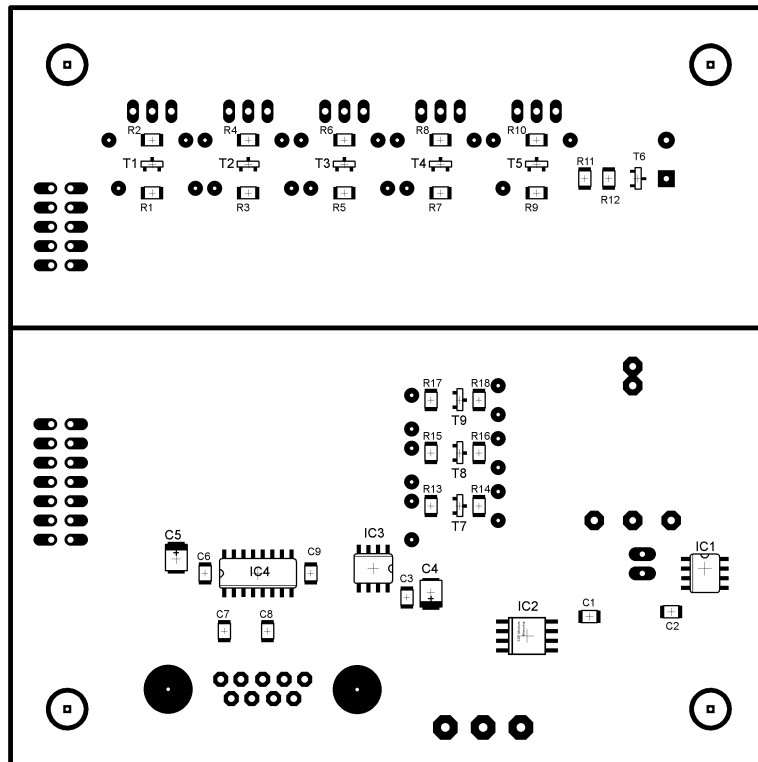 R2 R4 R6 R8 R10
T1 T2 T3 T4 T5 R11 T6
R1 R3 R5 R7 R9 R12
R17 R18
T9
R15 R16
T8
R13 R14
T7
C5 IC3 IC1
C6 IC4 C9 C3 C4
C7 C8 IC2 C1 C2